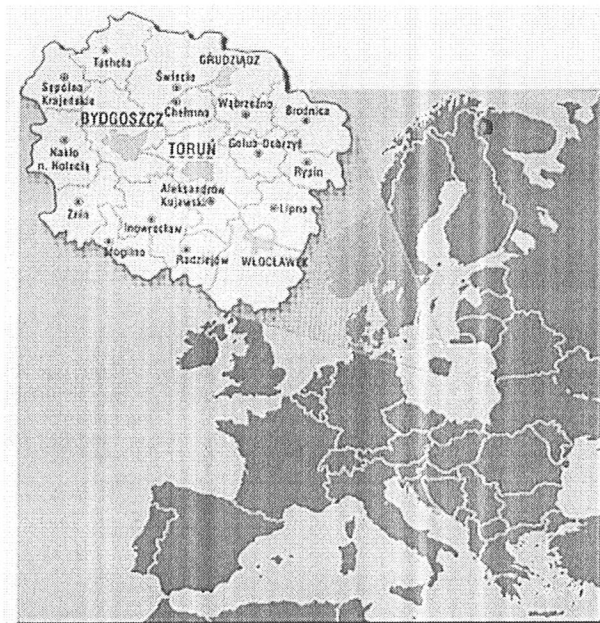 Tuchola
GRUDZIĄDZ
Sępólno
Krajeńskie
Świecie
Chełmno
Wąbrzeźno
Brodnica
BYDGOSZCZ
TORUŃ
Nakło
n. Notecią
Golub-Dobrzyń
Rypin
Aleksandrów
Kujawski
Żnin
Lipno
Inowrocław
Mogilno
Radziejów
WŁOCŁAWEK